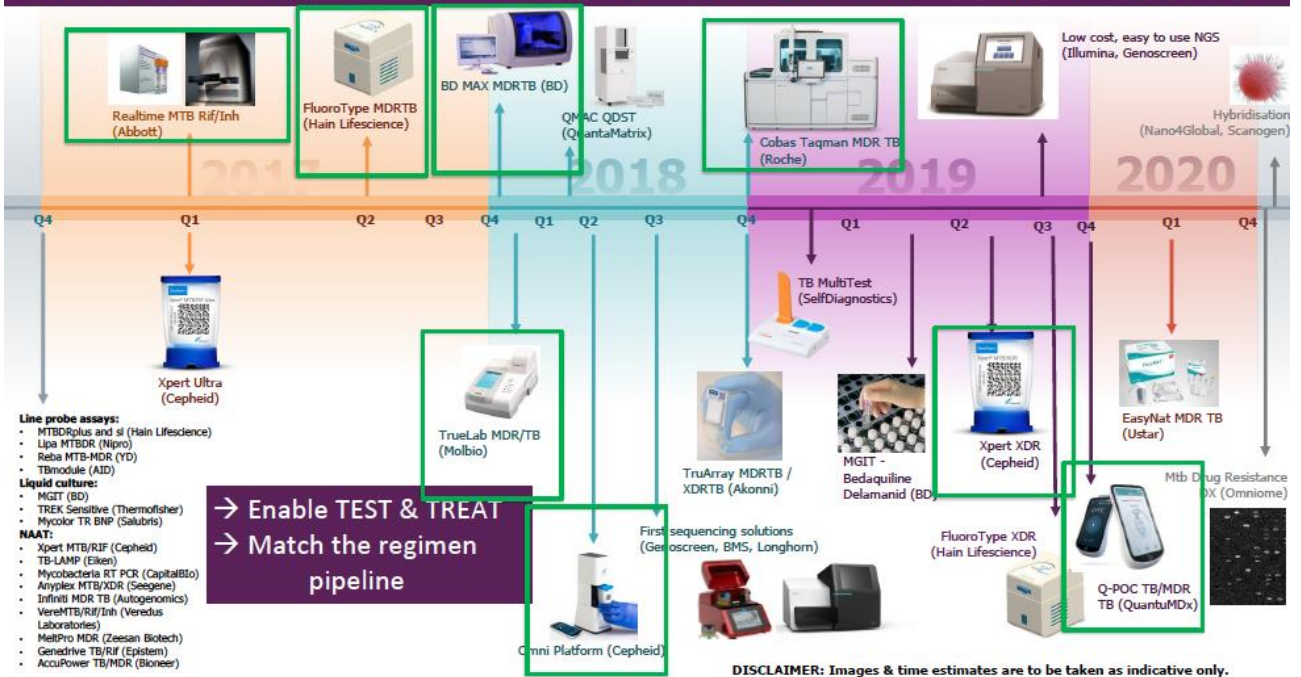 Realtime MTB Rif/Inh
(Abbott)
FluoroType MDRTB
(Hain Lifescience)
BD MAX MDRTB (BD)
QMAC QDST
(QuantaMatrix)
Cobas Taqman MDR TB
(Roche)
Low cost, easy to use NGS
(Illumina, Genoscreen)
Hybridisation
(Nano4Global, Scanogen)
2017
2018
2019
2020
Q4
Q1
Q2
Q3
Q4
Q1
Q2
Q3
Q4
Q1
Q2
Q3
Q4
Q1
Q4
Xpert Ultra
(Cepheid)
TrueLab MDR/TB
(Molbio)
Omni Platform (Cepheid)
First sequencing solutions
(Genoscreen, BMS, Longhorn)
TruArray MDRTB /
XDRTB (Akonni)
TB MultiTest
(SelfDiagnostics)
MGIT -
Bedaquiline
Delamanid (BD)
Xpert XDR
(Cepheid)
FluoroType XDR
(Hain Lifescience)
Q-POC TB/MDR
TB (QuantuMDx)
EasyNat MDR TB
(Ustar)
Mtb Drug Resistance
DX (Omniome)
Line probe assays:
• MTBDRplus and sl (Hain Lifescience)
• Lipa MTBDR (Nipro)
• Reba MTB-MDR (YD)
• TBmodule (AID)
Liquid culture:
• MGIT (BD)
• TREK Sensitive (Thermofisher)
• Mycolor TR BNP (Salubris)
NAAT:
• Xpert MTB/RIF (Cepheid)
• TB-LAMP (Eiken)
• Mycobacteria RT PCR (CapitalBIo)
• Anyplex MTB/XDR (Seegene)
• Infiniti MDR TB (Autogenomics)
• VereMTB/Rif/Inh (Veredus
Laboratories)
• MeltPro MDR (Zeesan Biotech)
• Genedrive TB/Rif (Epistem)
• AccuPower TB/MDR (Bioneer)
→ Enable TEST & TREAT
→ Match the regimen
pipeline
DISCLAIMER: Images & time estimates are to be taken as indicative only.